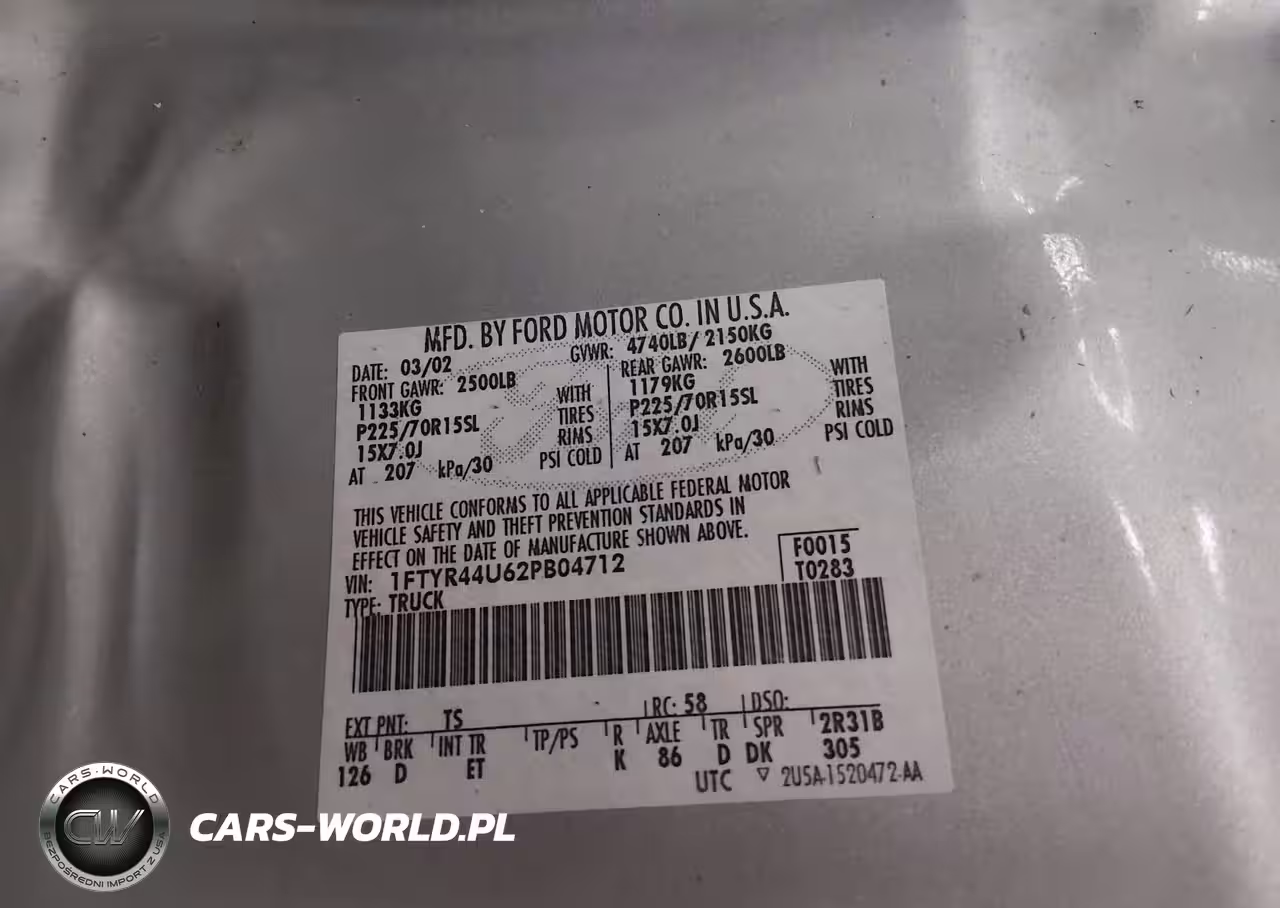 MFD. BY FORD MOTOR CO. IN U.S.A.
DATE: 03/02 GVWR: 4740LB/ 2150KG
FRONT GAWR: 2500LB REAR GAWR: 2600LB
1133KG WITH 1179KG WITH
P225/70R15SL TIRES P225/70R15SL TIRES
15X7.0J RIMS 15X7.0J RIMS
AT 207 kPa/30 PSI COLD AT 207 kPa/30 PSI COLD
THIS VEHICLE CONFORMS TO ALL APPLICABLE FEDERAL MOTOR
VEHICLE SAFETY AND THEFT PREVENTION STANDARDS IN
EFFECT ON THE DATE OF MANUFACTURE SHOWN ABOVE.
VIN: 1FTYR44U62PB04712 F0015
TYPE: TRUCK T0283
EXT PNT: TS RC: 58 DSO:
WB BRK INT TR TP/PS R AXLE TR SPR 2R31B
126 D ET K 86 D DK 305
UTC ▽ 2U5A-1520472-AA
CARS-WORLD
CW
BEZPOŚREDNI IMPORT Z USA
CARS-WORLD.PL